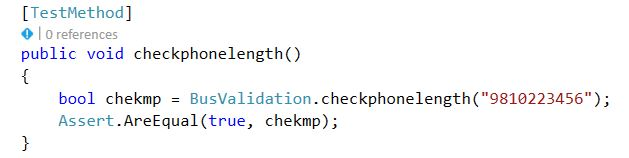 [TestMethod]
| 0 references
public void checkphonelength()
{
bool chekmp = BusValidation.checkphonelength("9810223456");
Assert.AreEqual(true, chekmp);
}